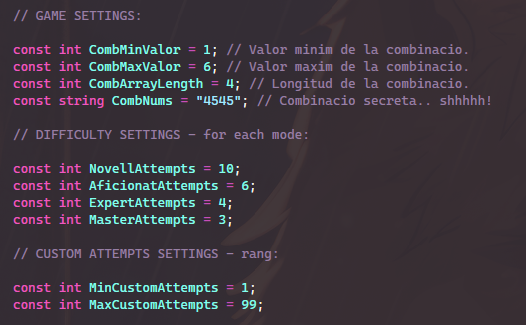 // GAME SETTINGS:
const int CombMinValor = 1; // Valor minim de la combinacio.
const int CombMaxValor = 6; // Valor maxim de la combinacio.
const int CombArrayLength = 4; // Longitud de la combinacio.
const string CombNums = "4545"; // Combinacio secreta.. shhhhh!
// DIFFICULTY SETTINGS - for each mode:
const int NovellAttempts = 10;
const int AficionatAttempts = 6;
const int ExpertAttempts = 4;
const int MasterAttempts = 3;
// CUSTOM ATTEMPTS SETTINGS - rang:
const int MinCustomAttempts = 1;
const int MaxCustomAttempts = 99;